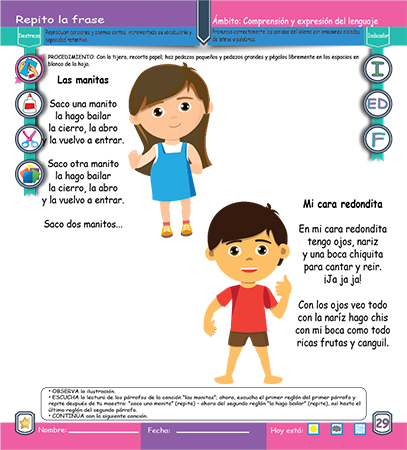 Repito la frase
Ámbito: Comprensión y expresión del lenguaje
Destreza
Reproducir canciones y poemas cortos, incrementado su vocabulario y capacidad retentiva.
Pronuncia correctamente los sonidos del idioma con
de letras o palabras.
Indicador
PROCEDIMIENTO: Con la tijera, recorta papel; haz pedazos pequeños y pedazos grandes y pégalos libremente en los espacios en
blanco de la hoja.
I
ED
F
Las manitas
Saco una manito
la hago bailar
la cierro, la abro
y la vuelvo a entrar.
Saco otra manito
la hago bailar
la cierro, la abro
y la vuelvo a entrar.
Saco dos manitos...
Mi cara redondita
En mi cara redondita
tengo ojos, nariz
y una boca chiquita
para cantar y reir.
¡Ja ja ja!
Con los ojos veo todo
con la naríz hago chis
con mi boca como todo
ricas frutas y canguil.
• OBSERVA la ilustración.
• ESCUCHA la lectura de los párrafos de la canción "las manitos", ahora, escucha el primer reglón del primer párrafo y
repite después de tu maestra: "saco una manito" (repite) - ahora del segundo reglón "la hago bailar" (repite), así hasta el
último reglón del segundo párrafo.
• CONTINÚA con la siguiente canción.
Nombre:
Fecha:
Hoy está:
29